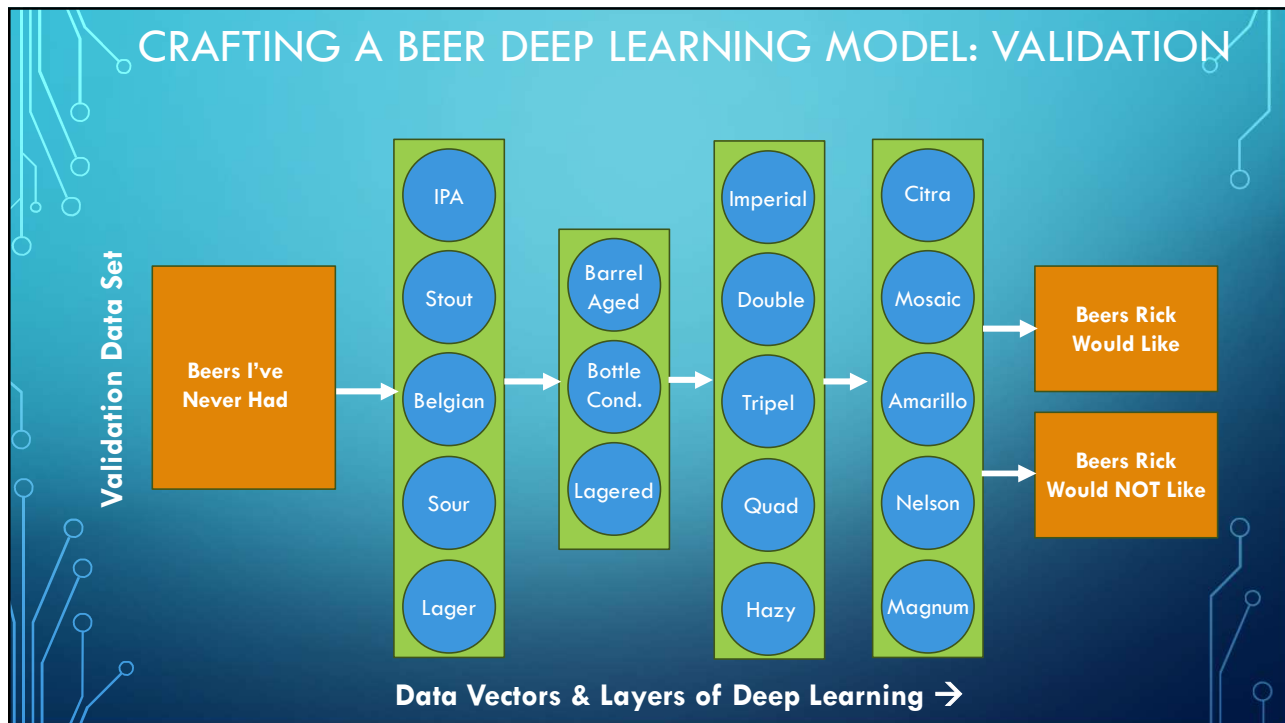 CRAFTING A BEER DEEP LEARNING MODEL: VALIDATION
Validation Data Set
Beers I’ve
Never Had
IPA
Stout
Belgian
Sour
Lager
Barrel
Aged
Bottle
Cond.
Lagered
Imperial
Double
Tripel
Quad
Hazy
Citra
Mosaic
Amarillo
Nelson
Magnum
Beers Rick
Would Like
Beers Rick
Would NOT Like
Data Vectors & Layers of Deep Learning →